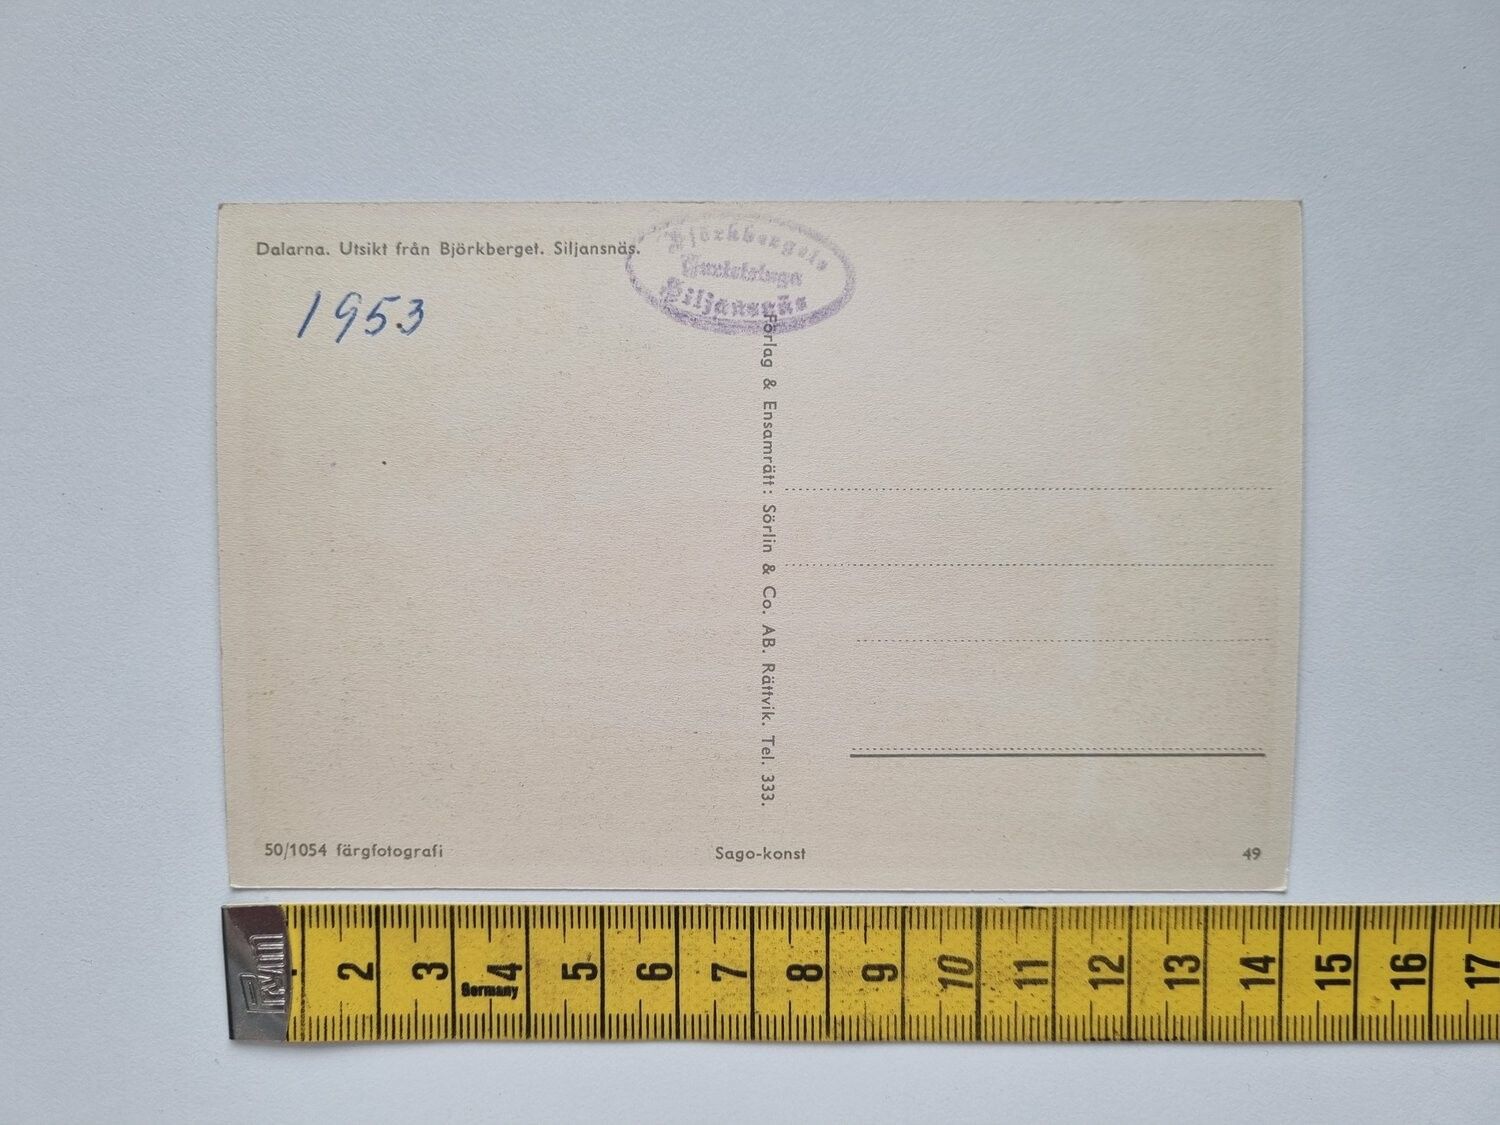 Dalarna. Utsikt från Björkberget. Siljansnäs.
1953
Björkbergets
Siljansnäs
Förlag & Ensamrätt: Sörlin & Co. AB. Rättvik. Tel. 333.
50/1054 färgfotografi
Sago-konst
49
Prym
2 3 4 5 6 7 8 9 10 11 12 13 14 15 16 17
Germany